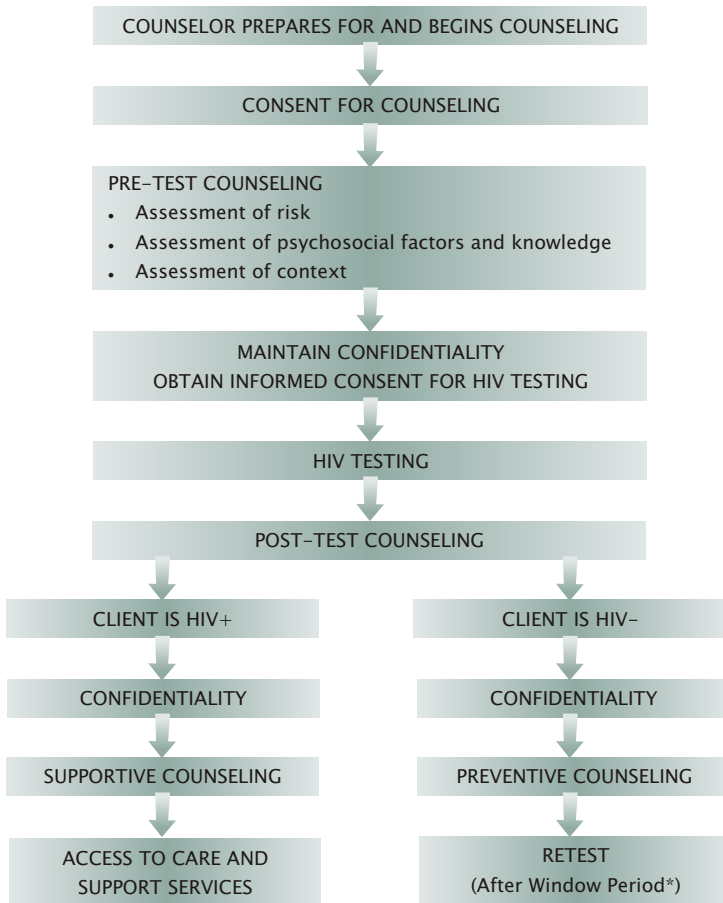 COUNSELOR PREPARES FOR AND BEGINS COUNSELING
CONSENT FOR COUNSELING
PRE-TEST COUNSELING
• Assessment of risk
• Assessment of psychosocial factors and knowledge
• Assessment of context
MAINTAIN CONFIDENTIALITY
OBTAIN INFORMED CONSENT FOR HIV TESTING
HIV TESTING
POST-TEST COUNSELING
CLIENT IS HIV+
CONFIDENTIALITY
SUPPORTIVE COUNSELING
ACCESS TO CARE AND
SUPPORT SERVICES
CLIENT IS HIV-
CONFIDENTIALITY
PREVENTIVE COUNSELING
RETEST
(After Window Period*)